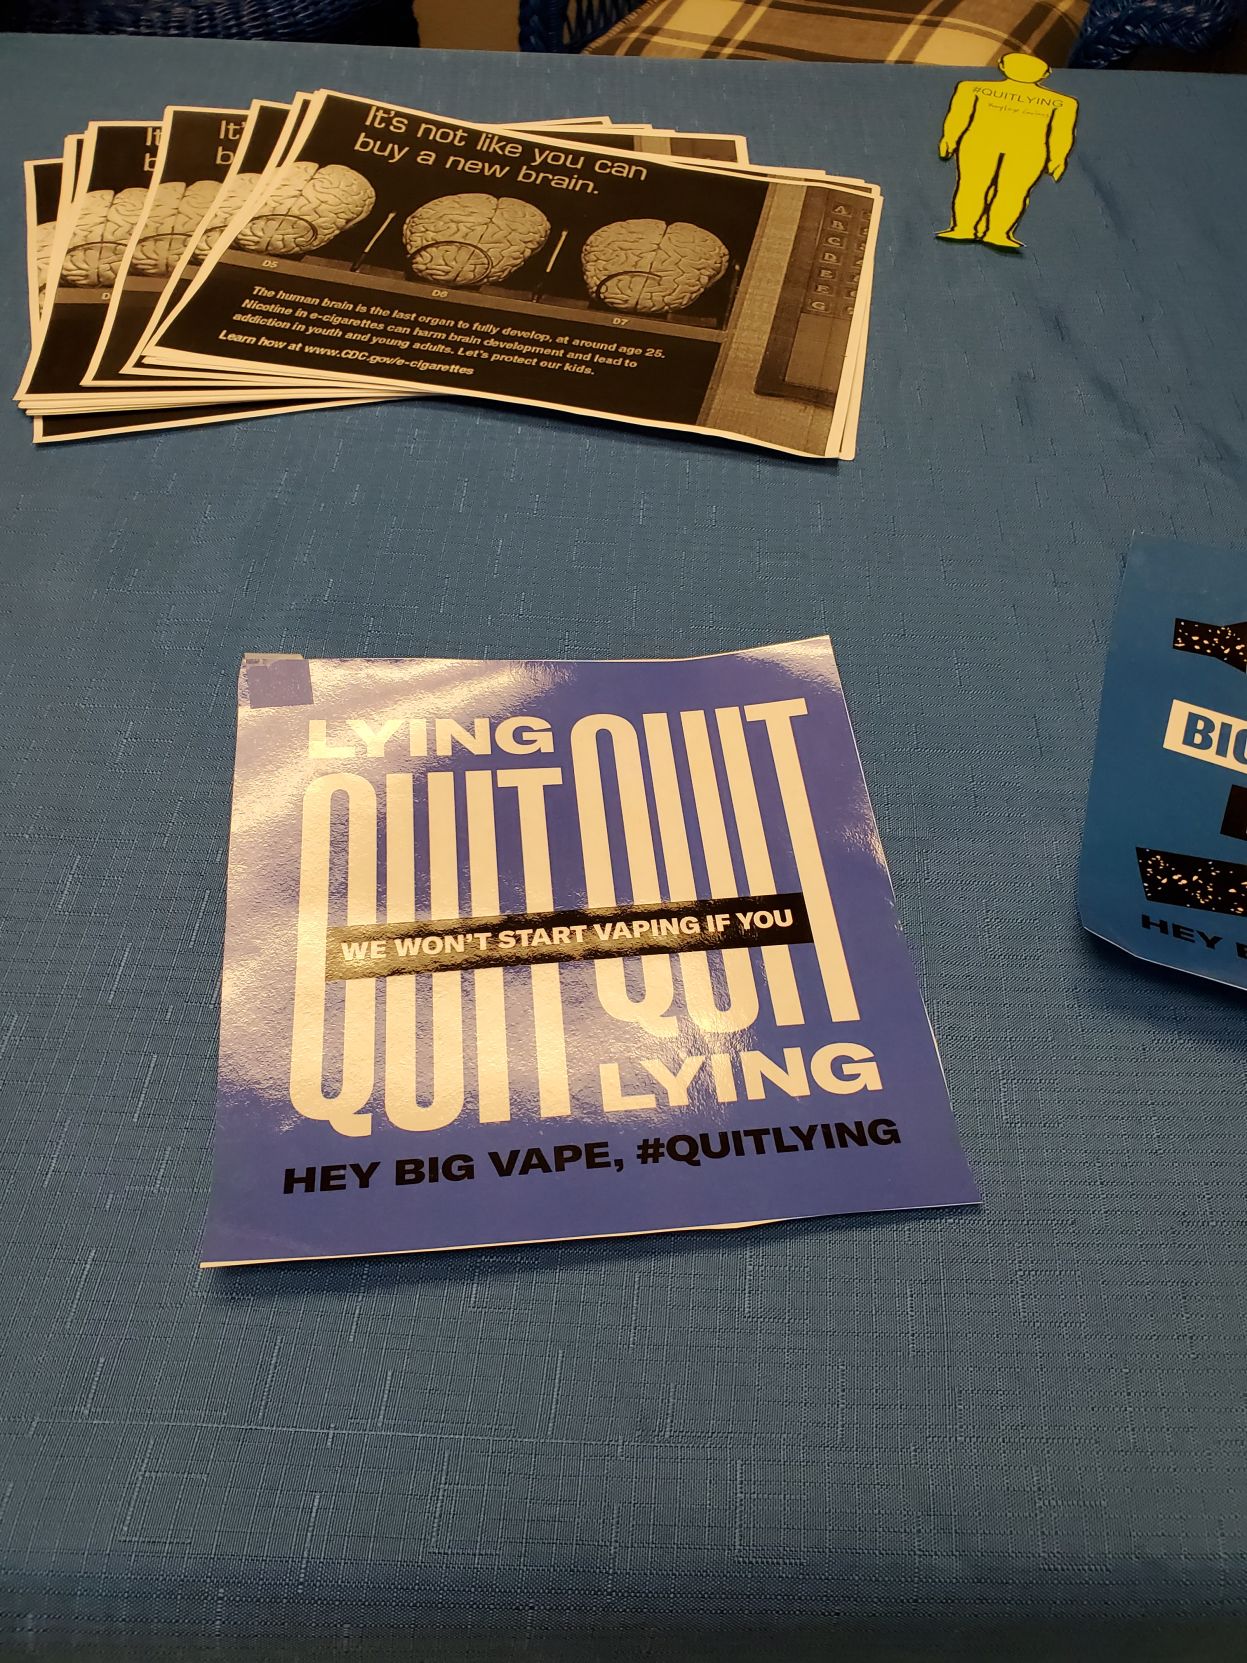 It's not like you can
buy a new brain.
D5
D6
D7
The human brain is the last organ to fully develop, at around age 25.
Nicotine in e-cigarettes can harm brain development and lead to
addiction in youth and young adults. Let's protect our kids.
Learn how at www.CDC.gov/e-cigarettes
A
B
C
D
E
F
G
It
b
It'
b
#QUITLYING
LYING QUIT
QUIT LYING
WE WON'T START VAPING IF YOU
HEY BIG VAPE, #QUITLYING
HEY